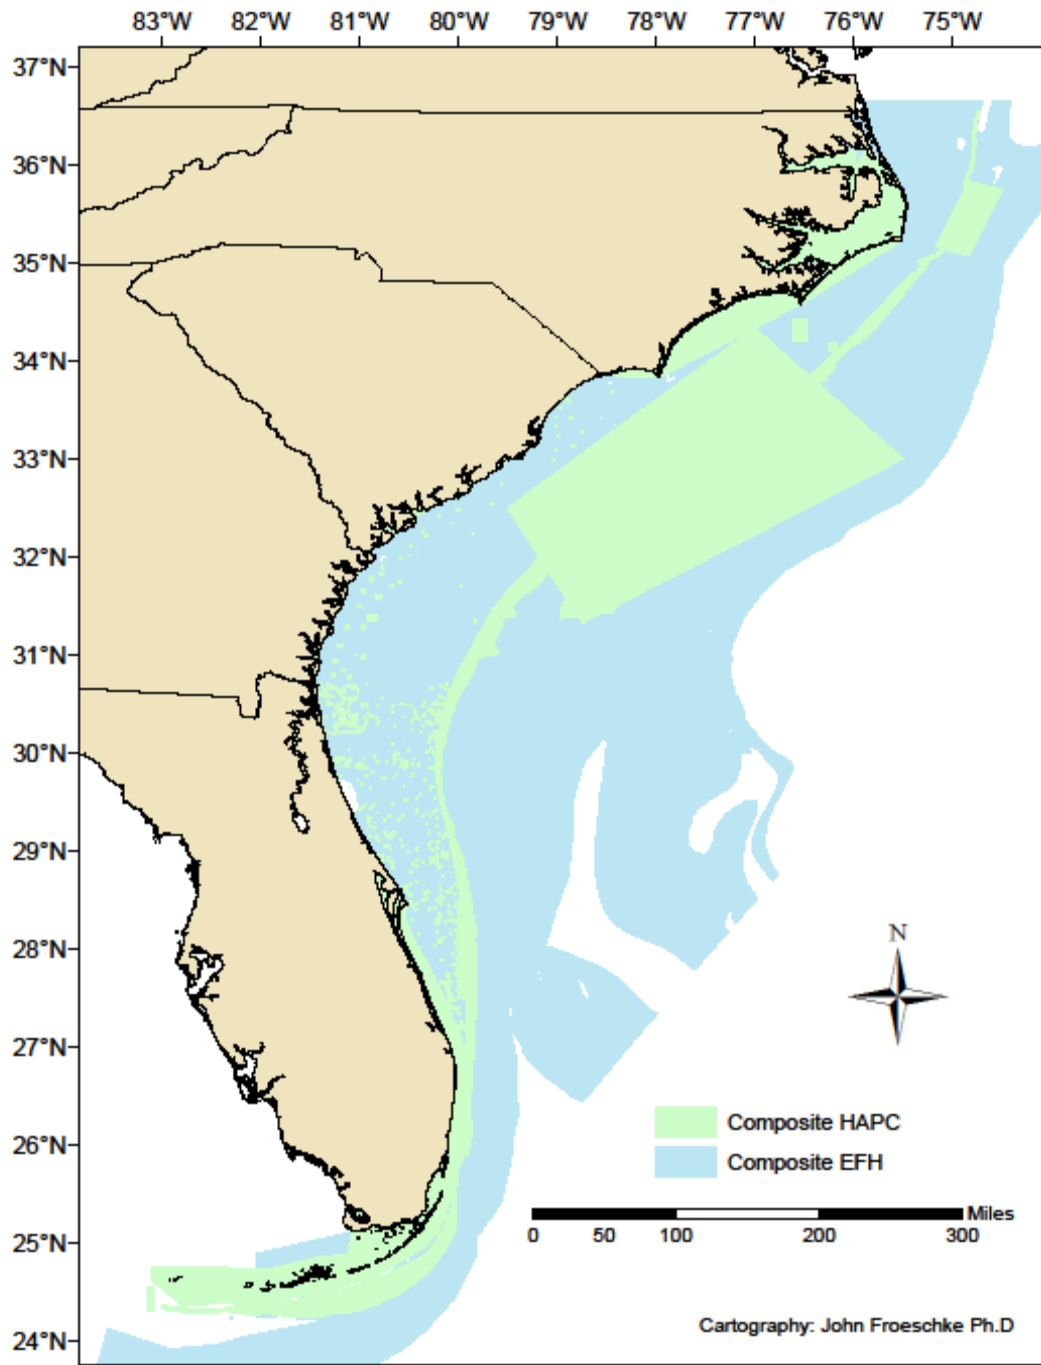 83°W 82°W 81°W 80°W 79°W 78°W 77°W 76°W 75°W
37°N
36°N
35°N
34°N
33°N
32°N
31°N
30°N
29°N
28°N
27°N
26°N
25°N
24°N
N
Composite HAPC
Composite EFH
Miles
0 50 100 200 300
Cartography: John Froeschke Ph.D